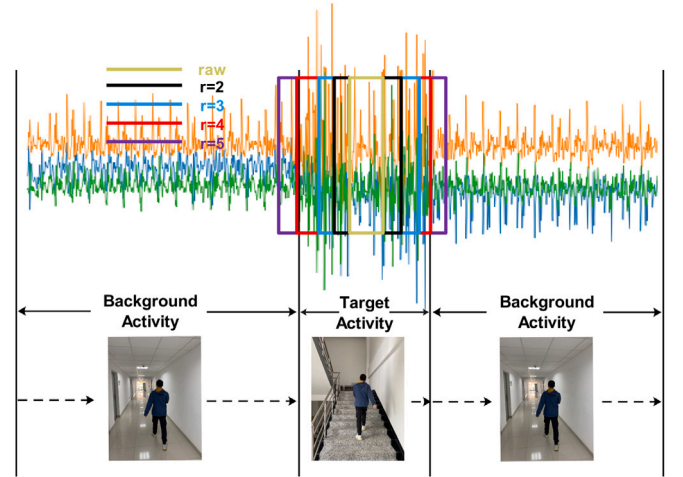 raw
r=2
r=3
r=4
r=5
Background
Activity
Target
Activity
Background
Activity